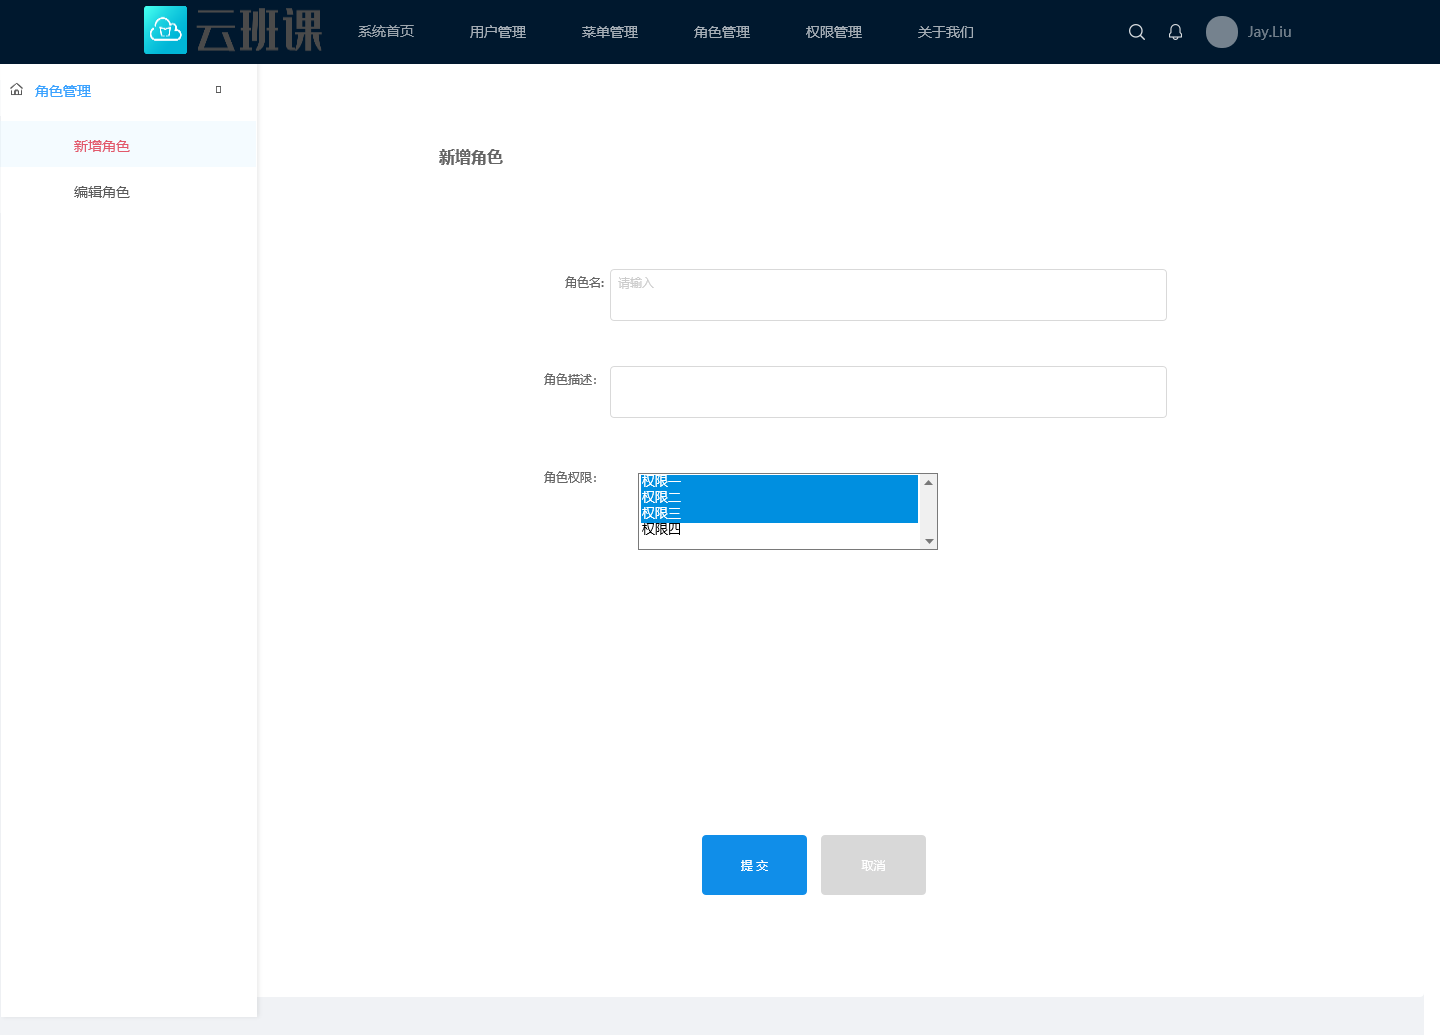 云班课 系统首页 用户管理 菜单管理 角色管理 权限管理 关于我们 Jay.Liu
角色管理
新增角色
编辑角色
新增角色
角色名: 请输入
角色描述:
角色权限:
权限一
权限二
权限三
权限四
提 交 取消